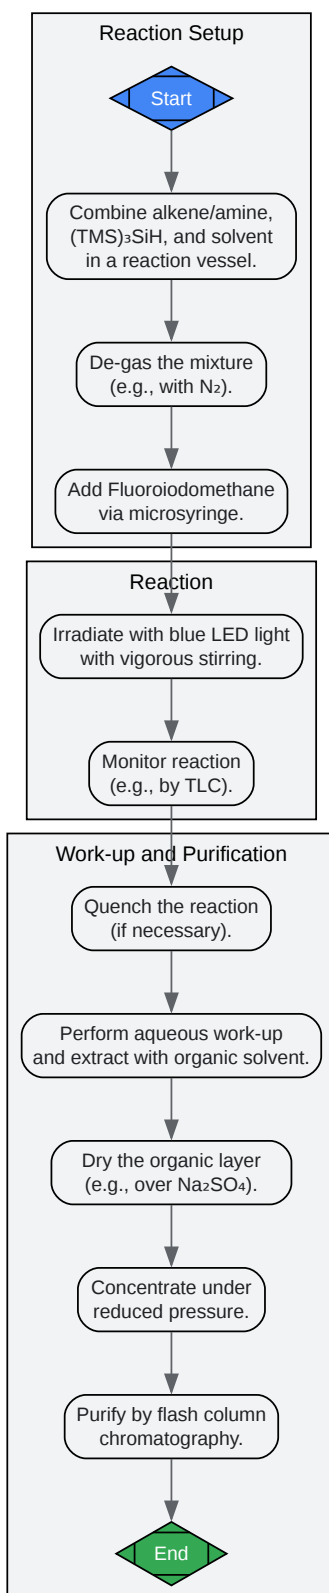 Reaction Setup
Start
Combine alkene/amine,
(TMS)₃SiH, and solvent
in a reaction vessel.
De-gas the mixture
(e.g., with N₂).
Add Fluoroiodomethane
via microsyringe.
Reaction
Irradiate with blue LED light
with vigorous stirring.
Monitor reaction
(e.g., by TLC).
Work-up and Purification
Quench the reaction
(if necessary).
Perform aqueous work-up
and extract with organic solvent.
Dry the organic layer
(e.g., over Na₂SO₄).
Concentrate under
reduced pressure.
Purify by flash column
chromatography.
End